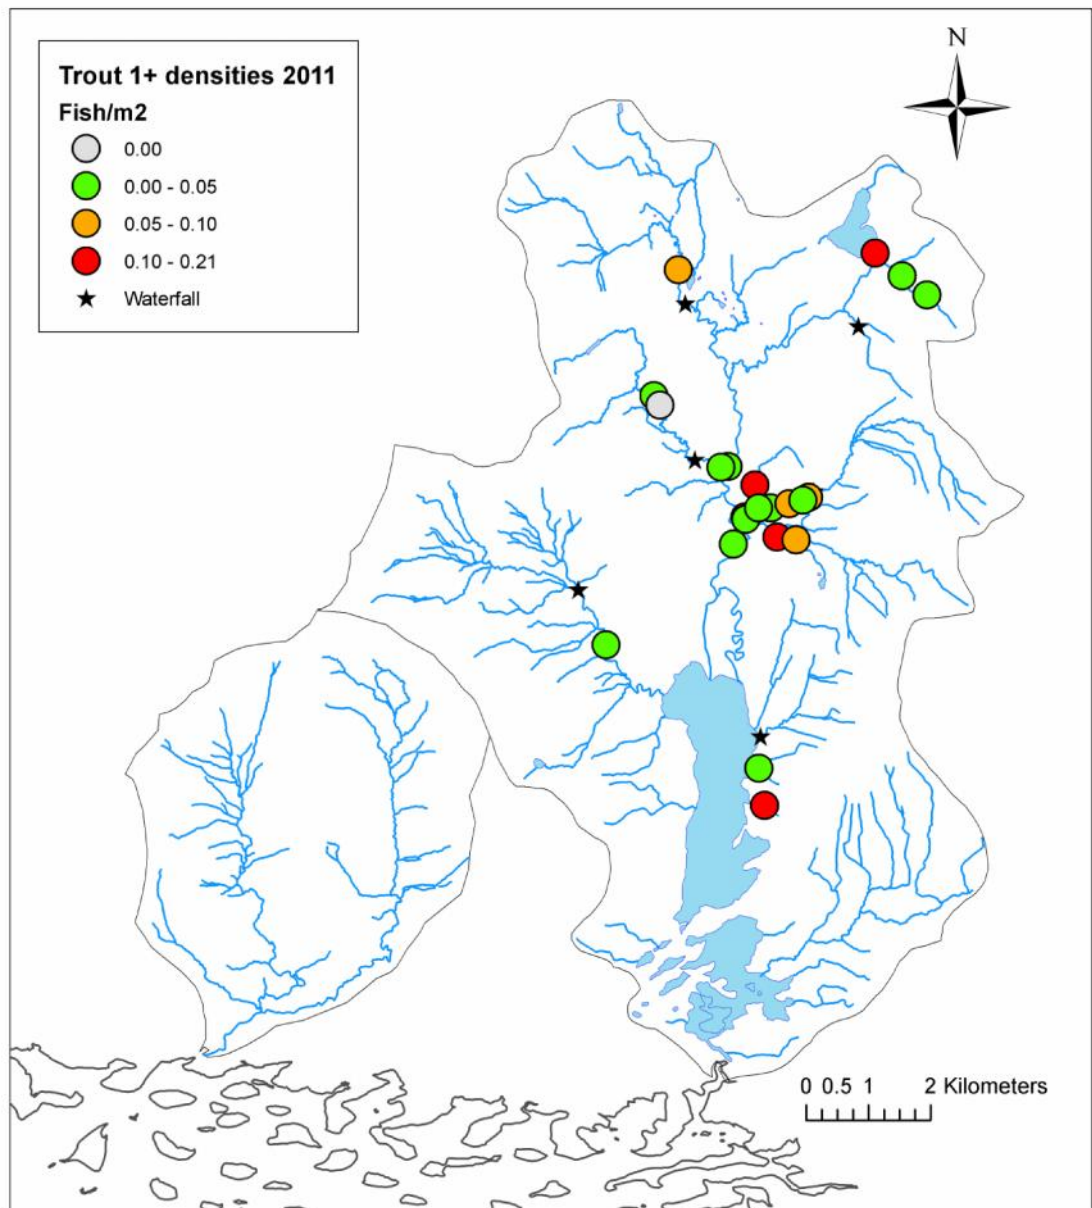 N
Trout 1+ densities 2011
Fish/m2
0.00
0.00 - 0.05
0.05 - 0.10
0.10 - 0.21
Waterfall
0 0.5 1 2 Kilometers